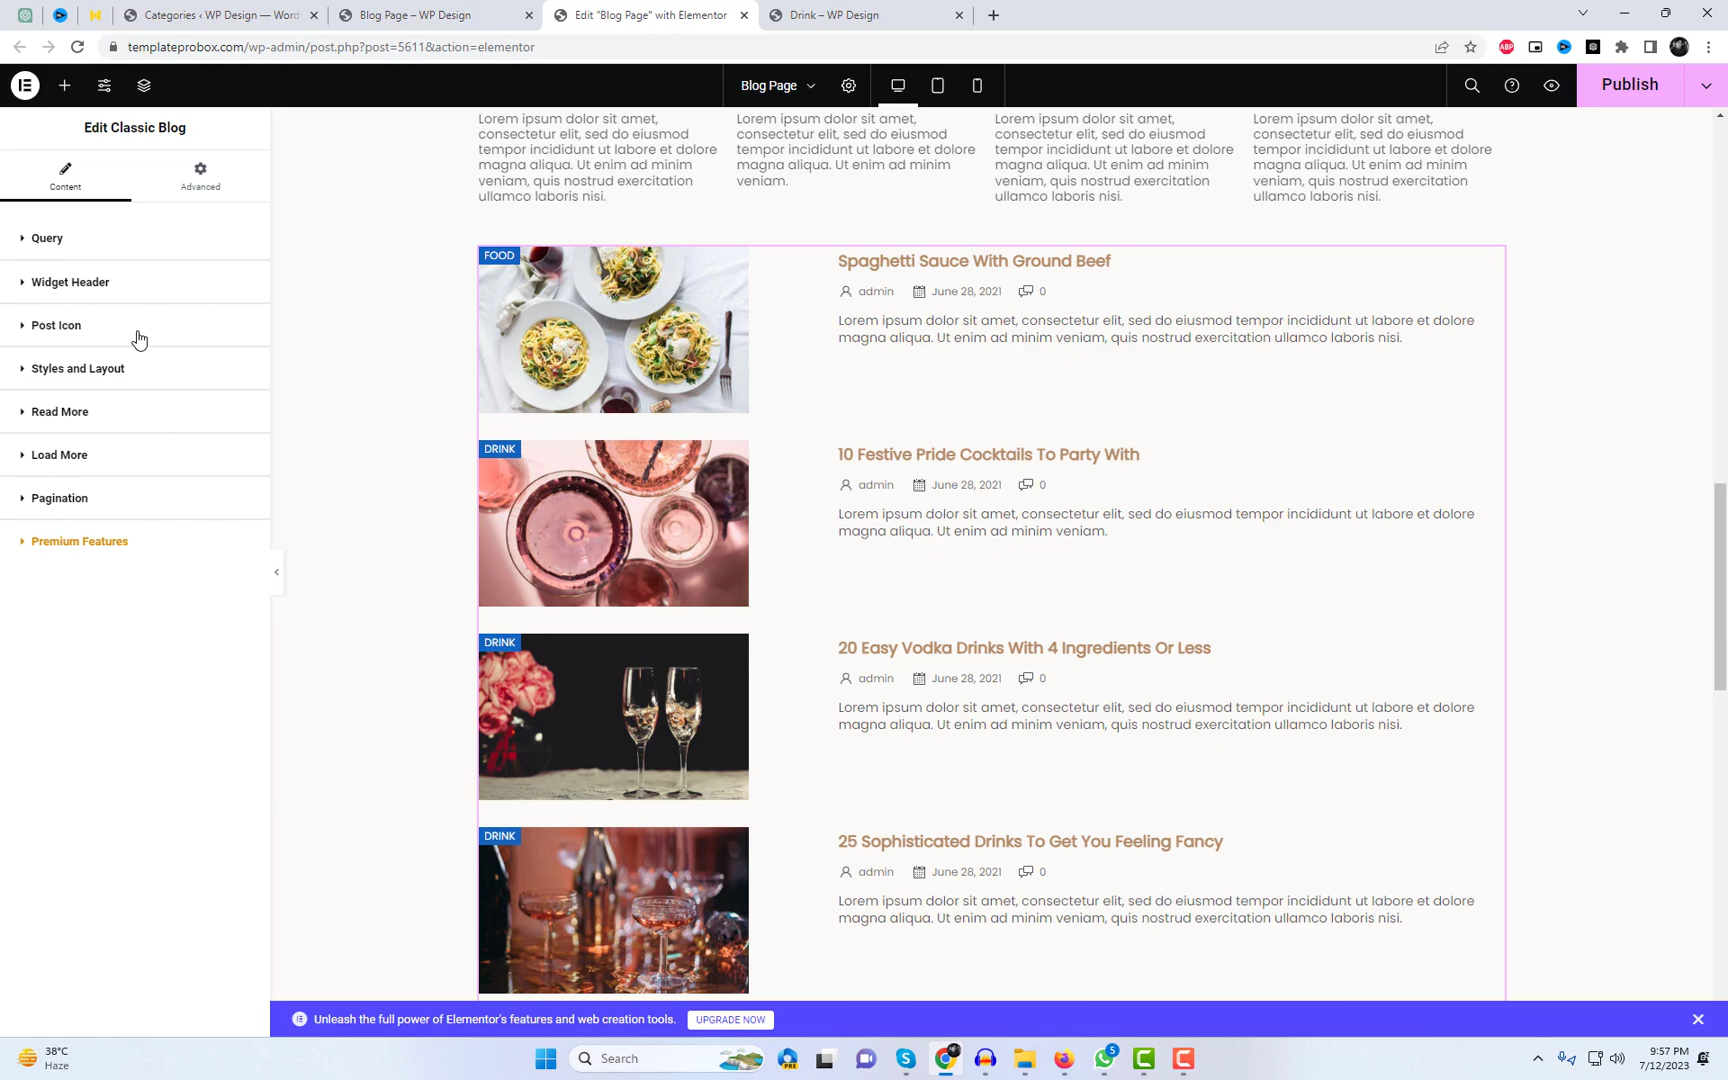 Categories ‹ WP Design — Word
Blog Page – WP Design
Edit "Blog Page" with Elementor
Drink – WP Design
templateprobox.com/wp-admin/post.php?post=5611&action=elementor
ABP
Blog Page
Publish
Edit Classic Blog
Content
Advanced
Query
Widget Header
Post Icon
Styles and Layout
Read More
Load More
Pagination
Premium Features
Lorem ipsum dolor sit amet,
consectetur elit, sed do eiusmod
tempor incididunt ut labore et dolore
magna aliqua. Ut enim ad minim
veniam, quis nostrud exercitation
ullamco laboris nisi.
Lorem ipsum dolor sit amet,
consectetur elit, sed do eiusmod
tempor incididunt ut labore et dolore
magna aliqua. Ut enim ad minim
veniam.
Lorem ipsum dolor sit amet,
consectetur elit, sed do eiusmod
tempor incididunt ut labore et dolore
magna aliqua. Ut enim ad minim
veniam, quis nostrud exercitation
ullamco laboris nisi.
Lorem ipsum dolor sit amet,
consectetur elit, sed do eiusmod
tempor incididunt ut labore et dolore
magna aliqua. Ut enim ad minim
veniam, quis nostrud exercitation
ullamco laboris nisi.
FOOD
Spaghetti Sauce With Ground Beef
admin June 28, 2021 0
Lorem ipsum dolor sit amet, consectetur elit, sed do eiusmod tempor incididunt ut labore et dolore
magna aliqua. Ut enim ad minim veniam, quis nostrud exercitation ullamco laboris nisi.
DRINK
10 Festive Pride Cocktails To Party With
admin June 28, 2021 0
Lorem ipsum dolor sit amet, consectetur elit, sed do eiusmod tempor incididunt ut labore et dolore
magna aliqua. Ut enim ad minim veniam.
DRINK
20 Easy Vodka Drinks With 4 Ingredients Or Less
admin June 28, 2021 0
Lorem ipsum dolor sit amet, consectetur elit, sed do eiusmod tempor incididunt ut labore et dolore
magna aliqua. Ut enim ad minim veniam, quis nostrud exercitation ullamco laboris nisi.
DRINK
25 Sophisticated Drinks To Get You Feeling Fancy
admin June 28, 2021 0
Lorem ipsum dolor sit amet, consectetur elit, sed do eiusmod tempor incididunt ut labore et dolore
magna aliqua. Ut enim ad minim veniam, quis nostrud exercitation ullamco laboris nisi.
Unleash the full power of Elementor's features and web creation tools. UPGRADE NOW
38°C
Haze
Search
PRE
5
9:57 PM
7/12/2023